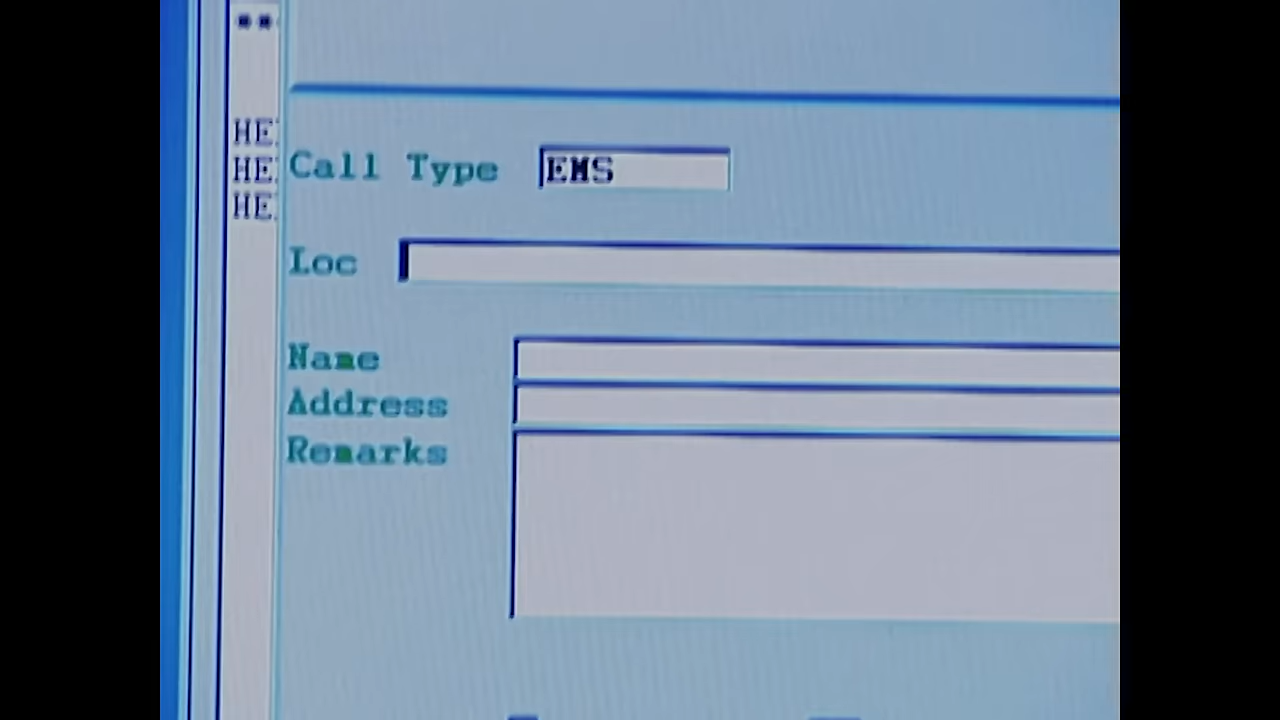 **
HE
HE
HE
Call Type EMS
Loc
Name
Address
Remarks